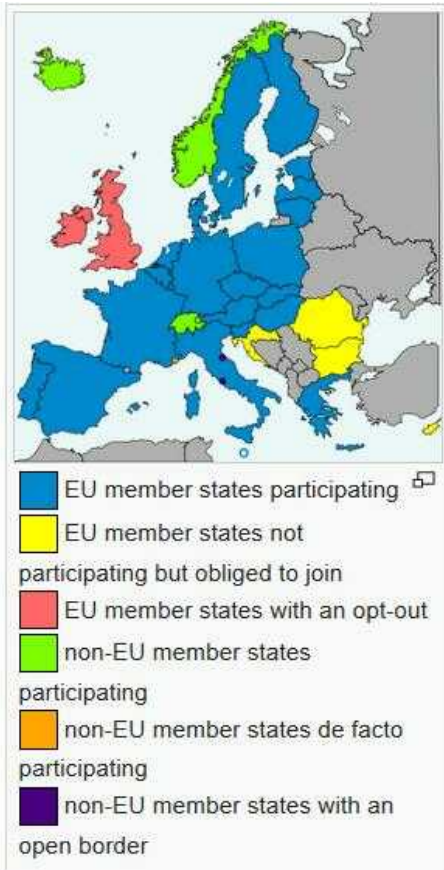 EU member states participating
EU member states not
participating but obliged to join
EU member states with an opt-out
non-EU member states
participating
non-EU member states de facto
participating
non-EU member states with an
open border